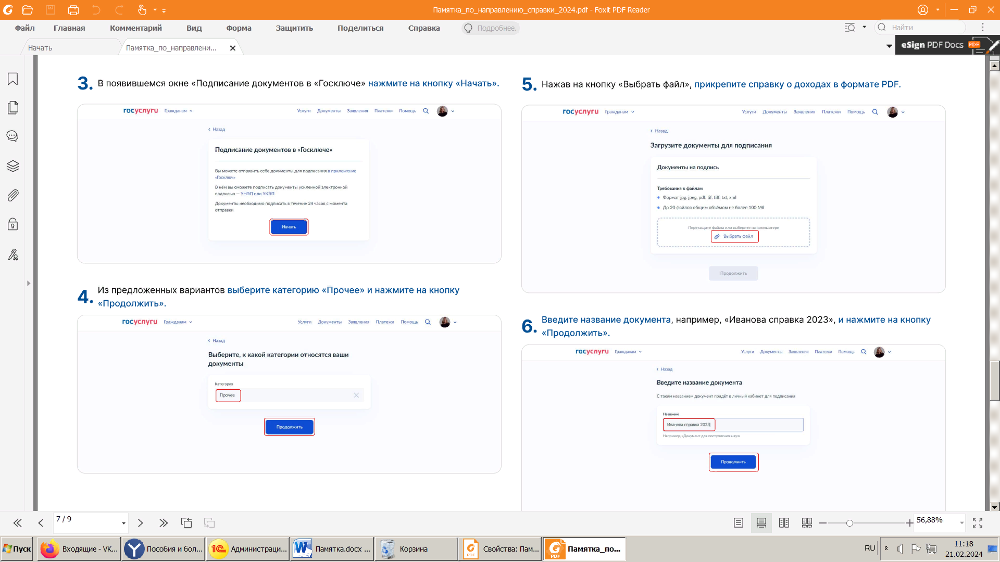 Памятка_по_направлению_справки_2024.pdf - Foxit PDF Reader
Файл Главная Комментарий Вид Форма Защитить Поделиться Справка Подробнее. Найти
Начать Памятка_по_направлени... eSign PDF Docs PDF
3. В появившемся окне «Подписание документов в «Госключе» нажмите на кнопку «Начать».
госуслуги Гражданам Услуги Документы Заявления Платежи Помощь
Назад
Подписание документов в «Госключе»
Вы можете отправить себе документы для подписания в приложение
«Госключ»
В нём вы сможете подписать документы усиленной электронной
подписью — УНЭП или УКЭП
Документы необходимо подписать в течение 24 часов с момента
отправки
Начать
4. Из предложенных вариантов выберите категорию «Прочее» и нажмите на кнопку
«Продолжить».
госуслуги Гражданам Услуги Документы Заявления Платежи Помощь
Назад
Выберите, к какой категории относятся ваши
документы
Категория
Прочее
Продолжить
5. Нажав на кнопку «Выбрать файл», прикрепите справку о доходах в формате PDF.
госуслуги Гражданам Услуги Документы Заявления Платежи Помощь
Назад
Загрузите документы для подписания
Документы на подпись
Требования к файлам
Формат jpg, jpeg, pdf, tif, tiff, txt, xml
До 20 файлов общим объёмом не более 100 Мб
Перетащите файлы или выберите на компьютере
Выбрать файл
Продолжить
6. Введите название документа, например, «Иванова справка 2023», и нажмите на кнопку
«Продолжить».
госуслуги Гражданам Услуги Документы Заявления Платежи Помощь
Назад
Введите название документа
С таким названием документ придёт в личный кабинет для подписания
Название
Иванова справка 2023
Например, «Документ для поступления в вуз»
Продолжить
7 / 9 56,88%
Пуск Входящие - VK... Пособия и бол... Администраци... Памятка.docx ... Корзина Свойства: Пам... Памятка_по... RU 11:18
21.02.2024